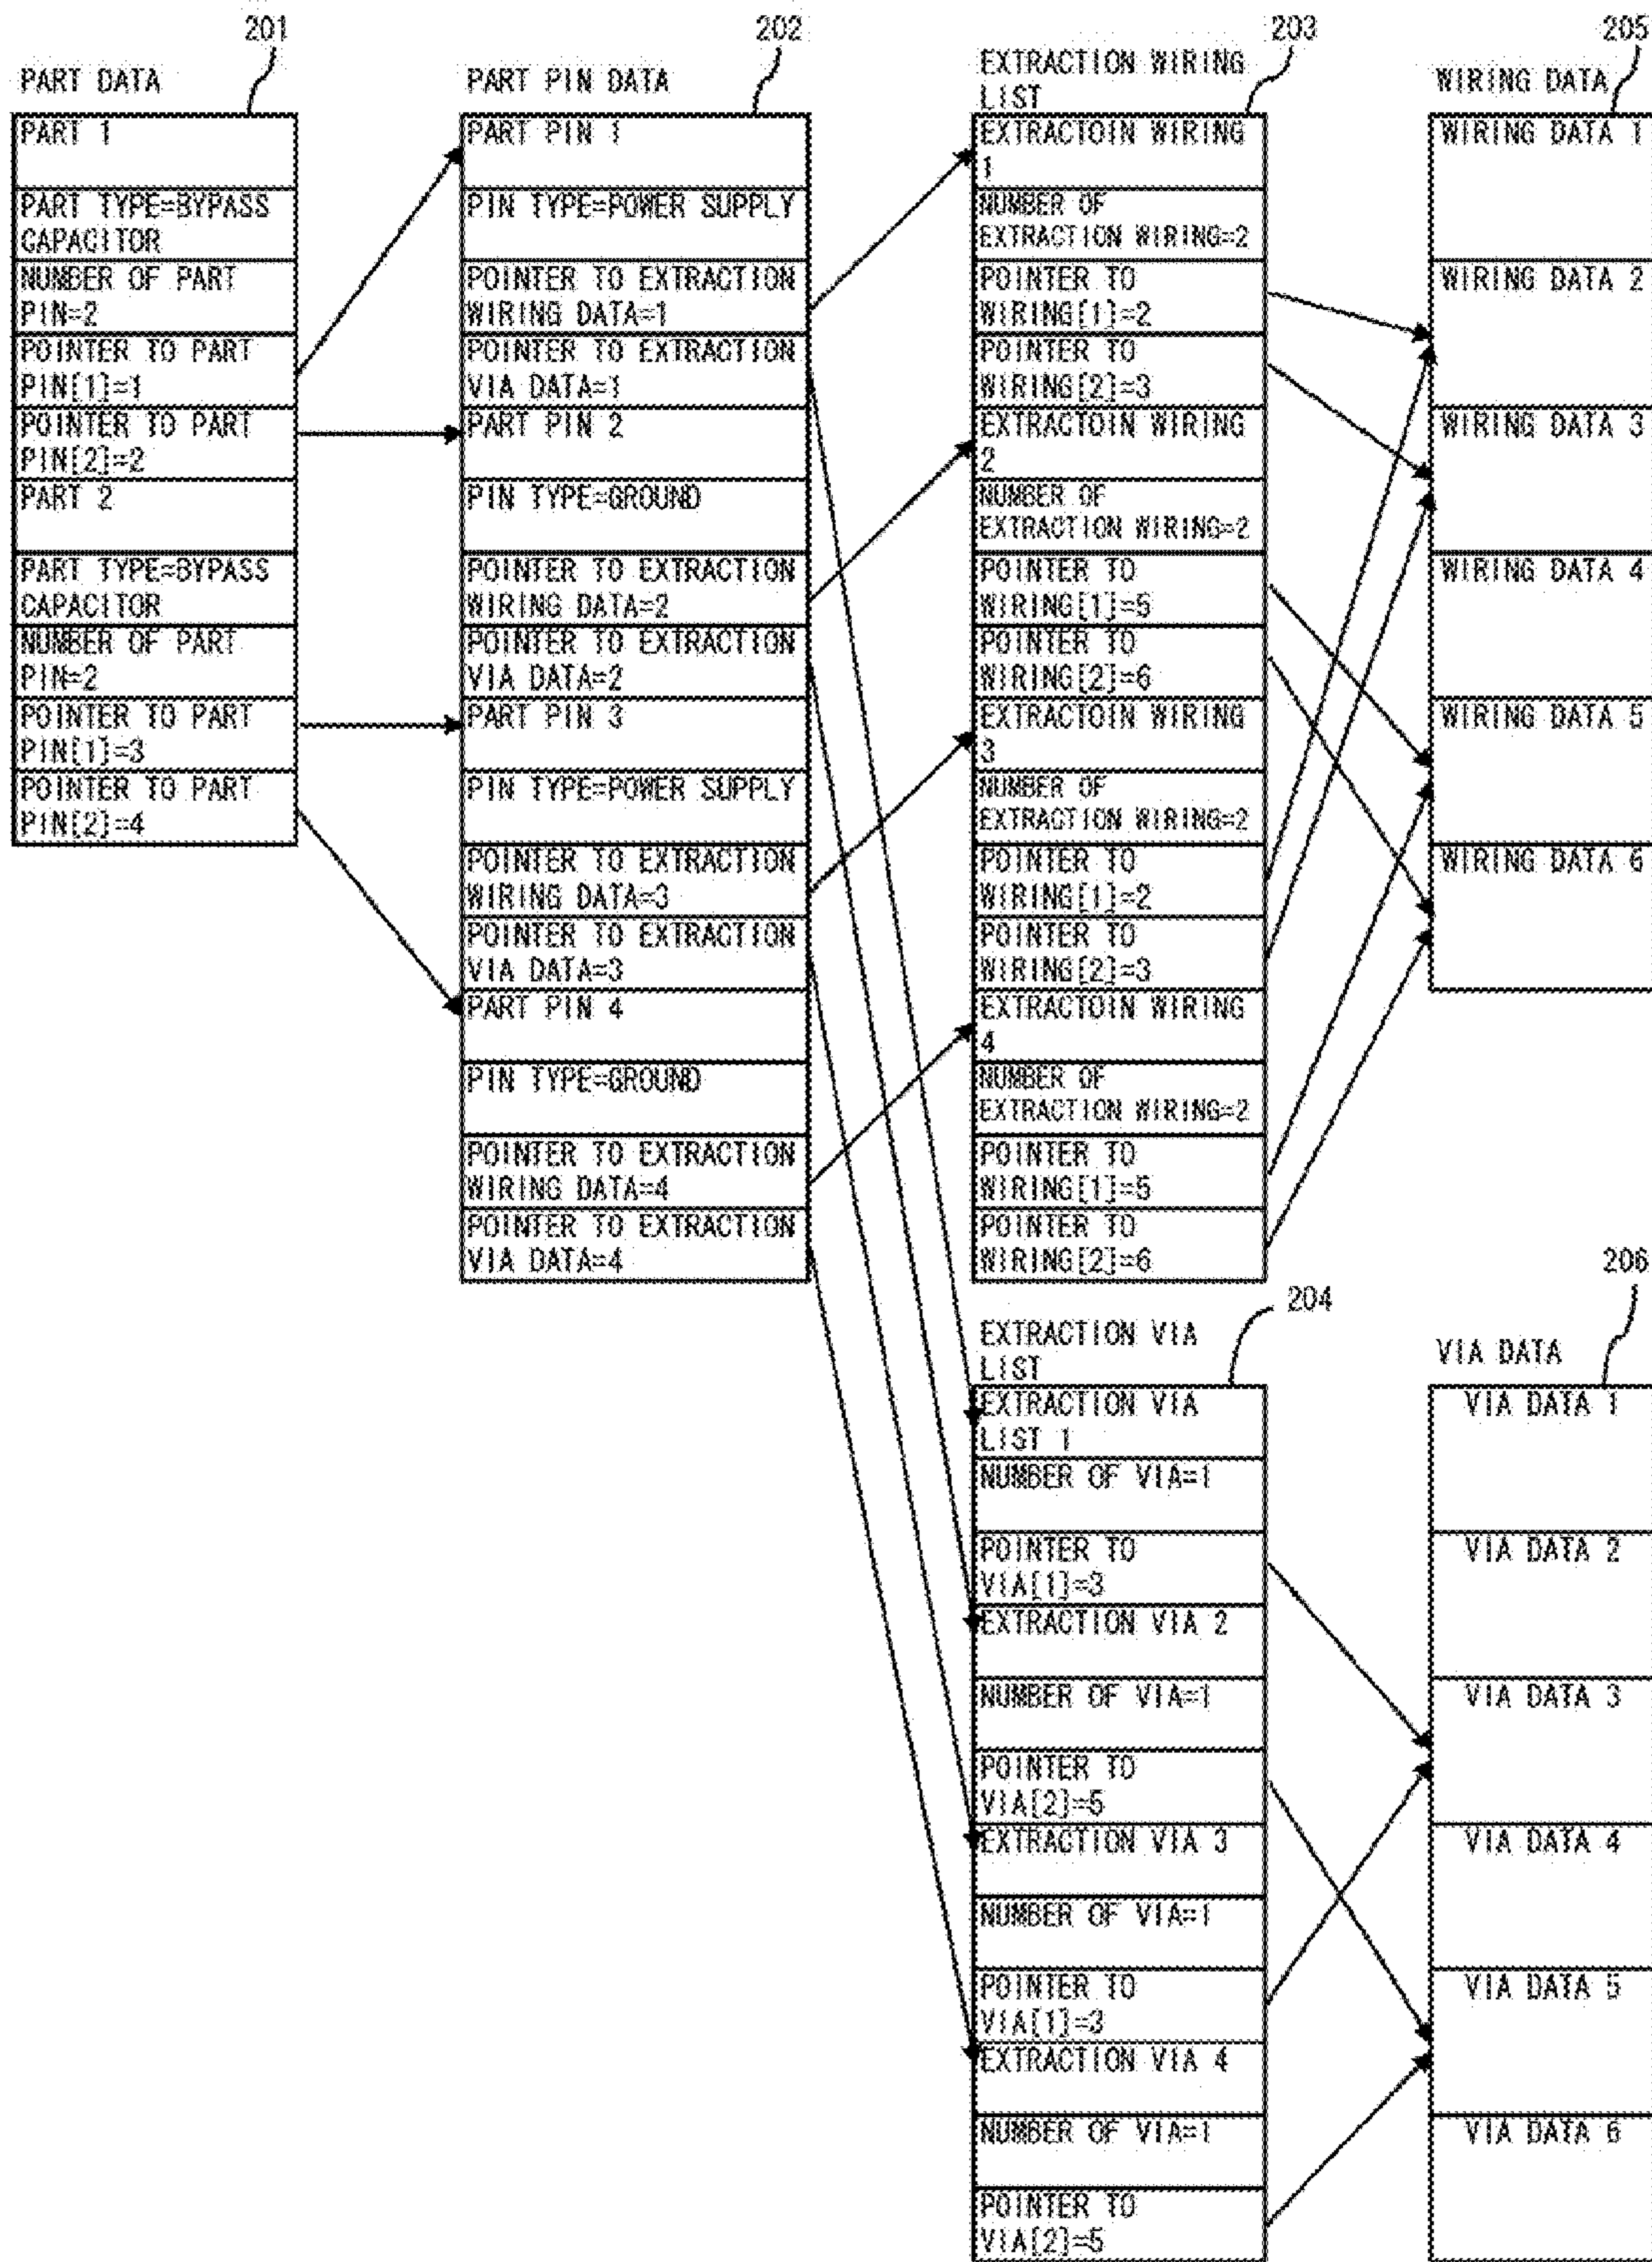 201
PART DATA
PART 1
PART TYPE=BYPASS
CAPACITOR
NUMBER OF PART
PIN=2
POINTER TO PART
PIN[1]=1
POINTER TO PART
PIN[2]=2
PART 2
PART TYPE=BYPASS
CAPACITOR
NUMBER OF PART
PIN=2
POINTER TO PART
PIN[1]=3
POINTER TO PART
PIN[2]=4
202
PART PIN DATA
PART PIN 1
PIN TYPE=POWER SUPPLY
POINTER TO EXTRACTION
WIRING DATA=1
POINTER TO EXTRACTION
VIA DATA=1
PART PIN 2
PIN TYPE=GROUND
POINTER TO EXTRACTION
WIRING DATA=2
POINTER TO EXTRACTION
VIA DATA=2
PART PIN 3
PIN TYPE=POWER SUPPLY
POINTER TO EXTRACTION
WIRING DATA=3
POINTER TO EXTRACTION
VIA DATA=3
PART PIN 4
PIN TYPE=GROUND
POINTER TO EXTRACTION
WIRING DATA=4
POINTER TO EXTRACTION
VIA DATA=4
203
EXTRACTION WIRING
LIST
EXTRACTOIN WIRING
1
NUMBER OF
EXTRACTION WIRING=2
POINTER TO
WIRING[1]=2
POINTER TO
WIRING[2]=3
EXTRACTOIN WIRING
2
NUMBER OF
EXTRACTION WIRING=2
POINTER TO
WIRING[1]=5
POINTER TO
WIRING[2]=6
EXTRACTOIN WIRING
3
NUMBER OF
EXTRACTION WIRING=2
POINTER TO
WIRING[1]=2
POINTER TO
WIRING[2]=3
EXTRACTOIN WIRING
4
NUMBER OF
EXTRACTION WIRING=2
POINTER TO
WIRING[1]=5
POINTER TO
WIRING[2]=6
205
WIRING DATA
WIRING DATA 1
WIRING DATA 2
WIRING DATA 3
WIRING DATA 4
WIRING DATA 5
WIRING DATA 6
204
EXTRACTION VIA
LIST
EXTRACTION VIA
LIST 1
NUMBER OF VIA=1
POINTER TO
VIA[1]=3
EXTRACTION VIA 2
NUMBER OF VIA=1
POINTER TO
VIA[2]=5
EXTRACTION VIA 3
NUMBER OF VIA=1
POINTER TO
VIA[1]=3
EXTRACTION VIA 4
NUMBER OF VIA=1
POINTER TO
VIA[2]=5
206
VIA DATA
VIA DATA 1
VIA DATA 2
VIA DATA 3
VIA DATA 4
VIA DATA 5
VIA DATA 6